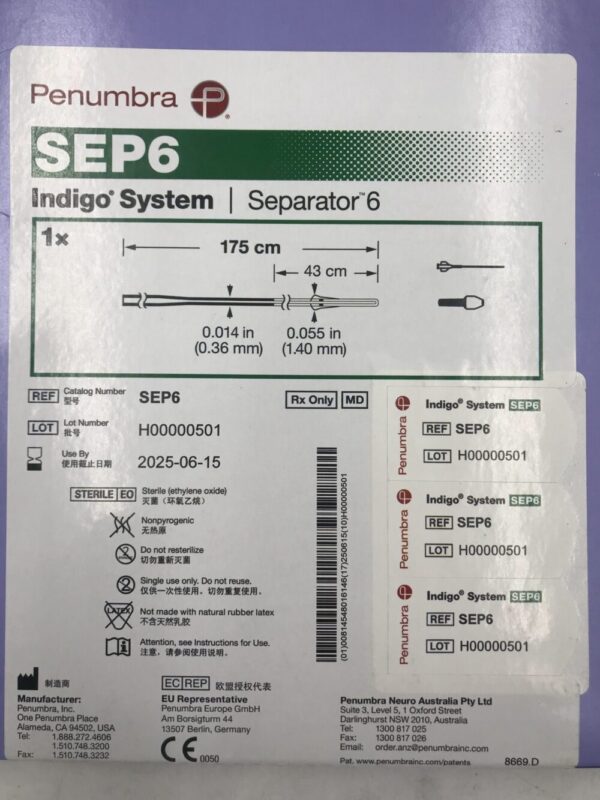 Penumbra P
SEP6
Indigo® System | Separator™ 6
1x
175 cm
43 cm
0.014 in
(0.36 mm)
0.055 in
(1.40 mm)
REF Catalog Number
型号
SEP6
Rx Only MD
LOT Lot Number
批号
H00000501
Use By
使用截止日期
2025-06-15
STERILE EO Sterile (ethylene oxide)
灭菌（环氧乙烷）
Nonpyrogenic
无热原
Do not resterilize
切勿重新灭菌
2 Single use only. Do not reuse.
仅供一次性使用。切勿重复使用。
LATEX Not made with natural rubber latex
不含天然乳胶
Attention, see Instructions for Use.
注意，请参阅使用说明。
(01)00814548016146(17)250615(10)H00000501
Penumbra P
Indigo® System SEP6
REF SEP6
LOT H00000501
Penumbra P
Indigo® System SEP6
REF SEP6
LOT H00000501
Penumbra P
Indigo® System SEP6
REF SEP6
LOT H00000501
制造商
Manufacturer:
Penumbra, Inc.
One Penumbra Place
Alameda, CA 94502, USA
Tel: 1.888.272.4606
1.510.748.3200
Fax: 1.510.748.3232
EC REP 欧盟授权代表
EU Representative
Penumbra Europe GmbH
Am Borsigturm 44
13507 Berlin, Germany
CE 0050
Penumbra Neuro Australia Pty Ltd
Suite 3, Level 5, 1 Oxford Street
Darlinghurst NSW 2010, Australia
Tel: 1300 817 025
Fax: 1300 817 026
Email: order.anz@penumbrainc.com
Pat. www.penumbrainc.com/patents
8669.D